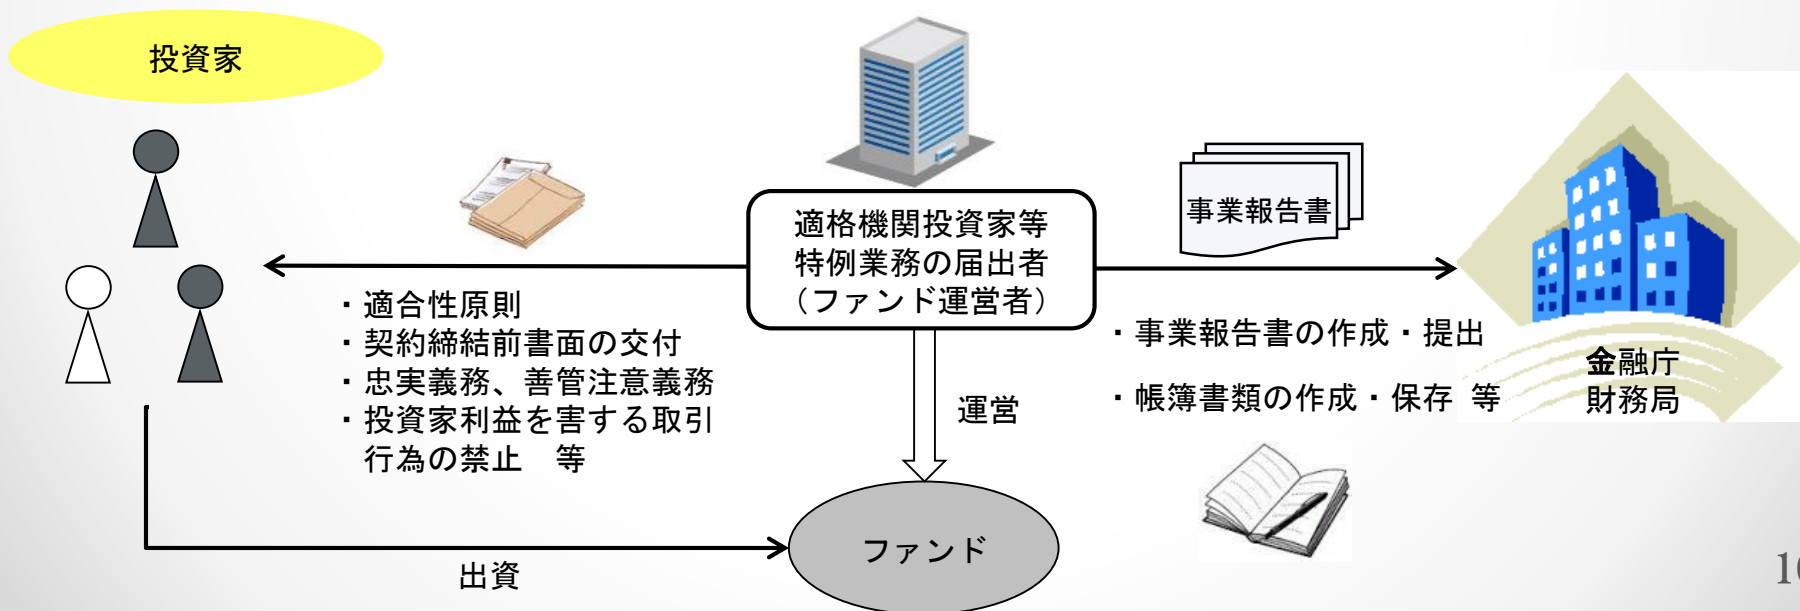 投資家
適格機関投資家等
特例業務の届出者
（ファンド運営者）
事業報告書
・適合性原則
・契約締結前書面の交付
・忠実義務、善管注意義務
・投資家利益を害する取引
行為の禁止　等
・事業報告書の作成・提出
・帳簿書類の作成・保存 等
金融庁
財務局
運営
ファンド
出資